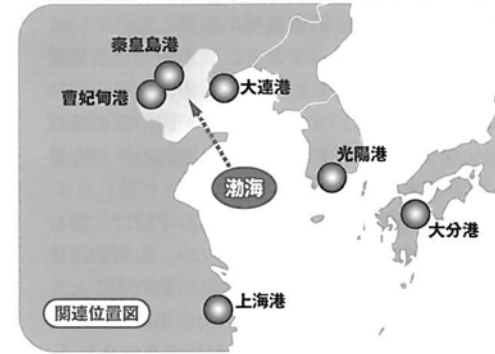 秦皇島港
曹妃甸港
大連港
光陽港
渤海
大分港
上海港
関連位置図